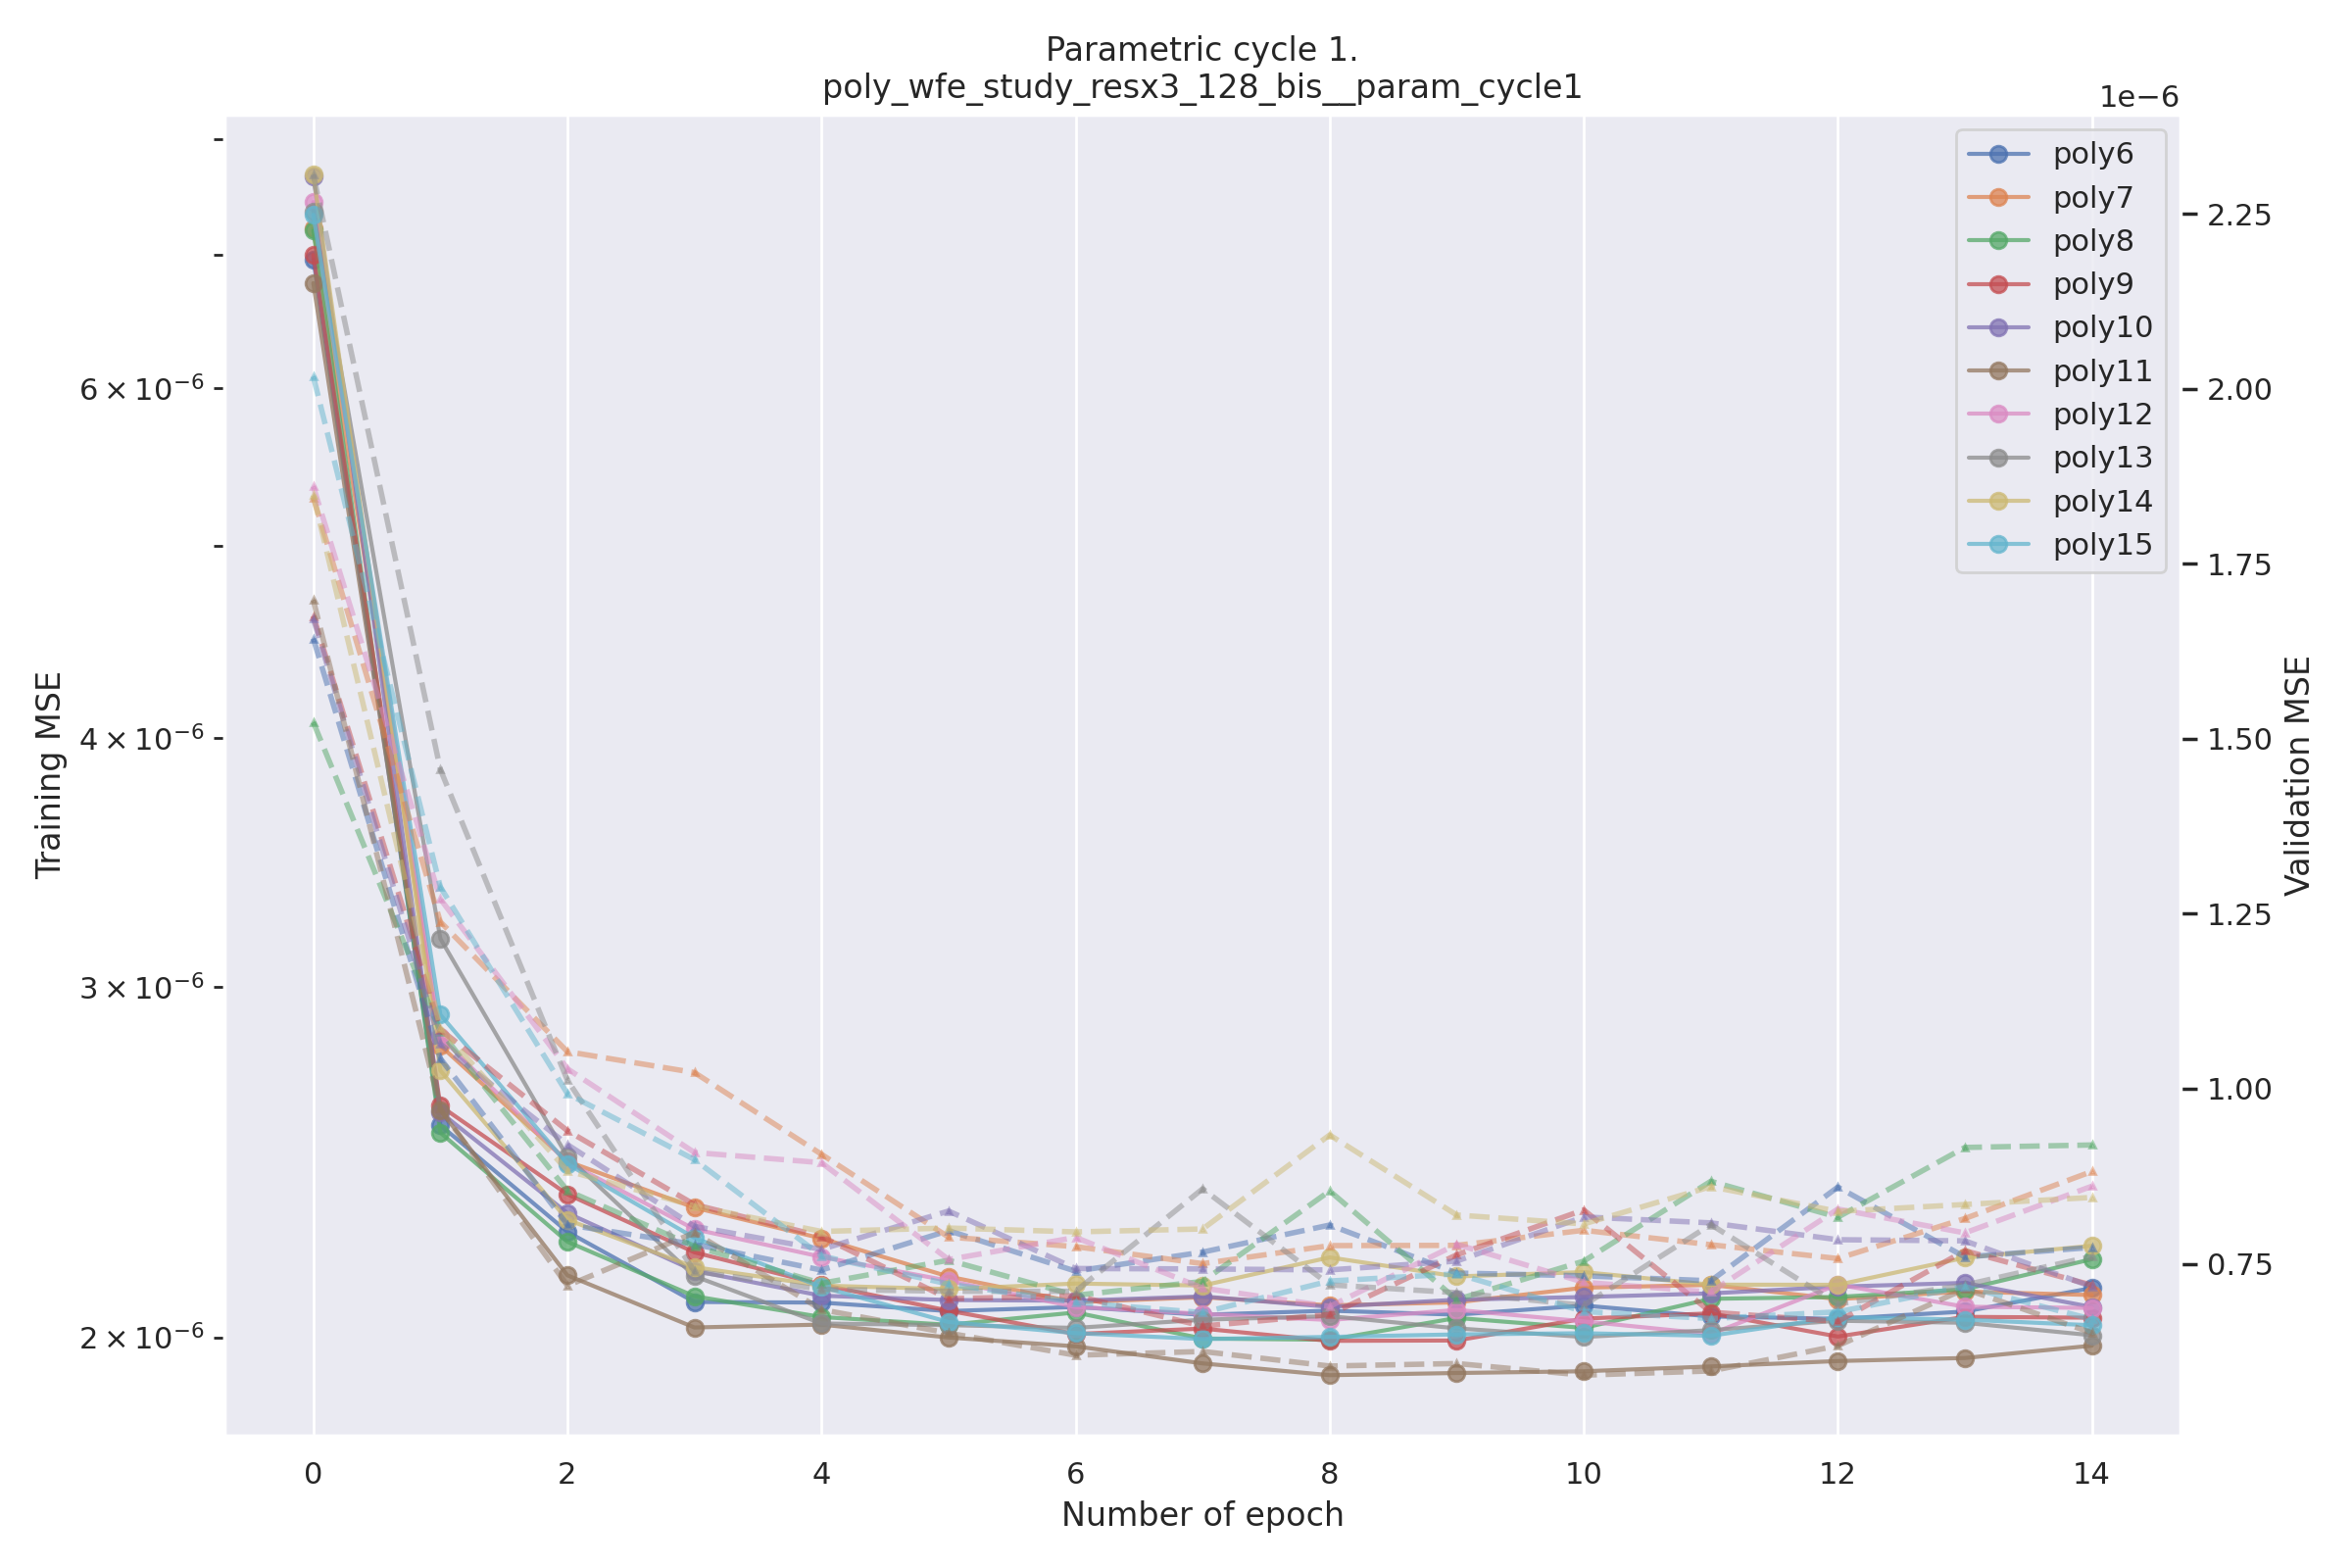 Parametric cycle 1.
poly_wfe_study_resx3_128_bis__param_cycle1
1e−6
Training MSE
6 × 10⁻⁶
4 × 10⁻⁶
3 × 10⁻⁶
2 × 10⁻⁶
poly6
poly7
poly8
poly9
poly10
poly11
poly12
poly13
poly14
poly15
2.25
2.00
1.75
1.50
1.25
1.00
0.75
Validation MSE
0 2 4 6 8 10 12 14
Number of epoch